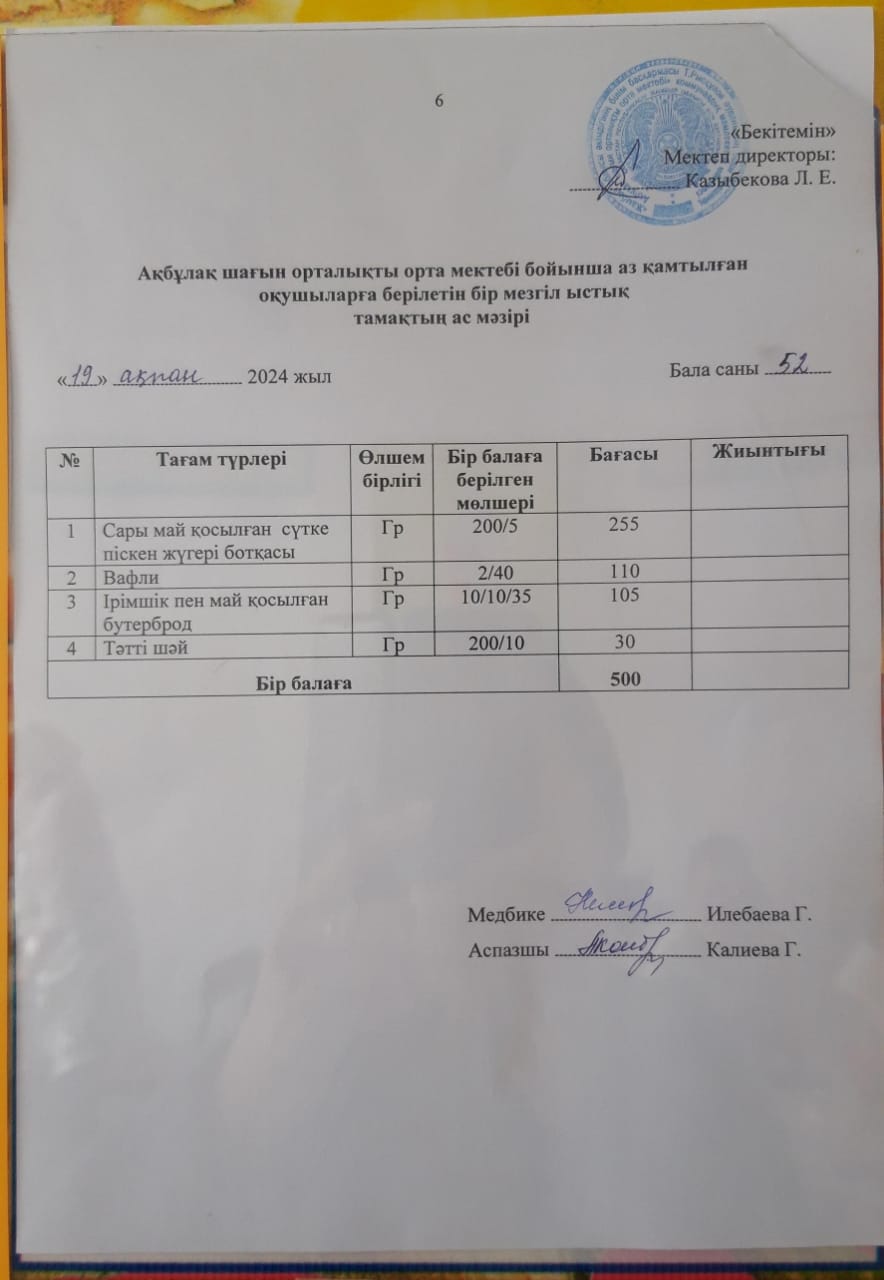 6
«Бекітемін»
Мектеп директоры:
Казыбекова Л. Е.
Ақбұлақ шағын орталықты орта мектебі бойынша аз қамтылған
оқушыларға берілетін бір мезгіл ыстық
тамақтың ас мәзірі
«19» ақпан 2024 жыл
Бала саны 52
№ Тағам түрлері Өлшем бірлігі Бір балаға берілген мөлшері Бағасы Жиынтығы
1 Сары май қосылған сүтке піскен жүгері ботқасы Гр 200/5 255
2 Вафли Гр 2/40 110
3 Ірімшік пен май қосылған бутерброд Гр 10/10/35 105
4 Тәтті шәй Гр 200/10 30
Бір балаға 500
Медбике Илебаева Г.
Аспазшы Калиева Г.